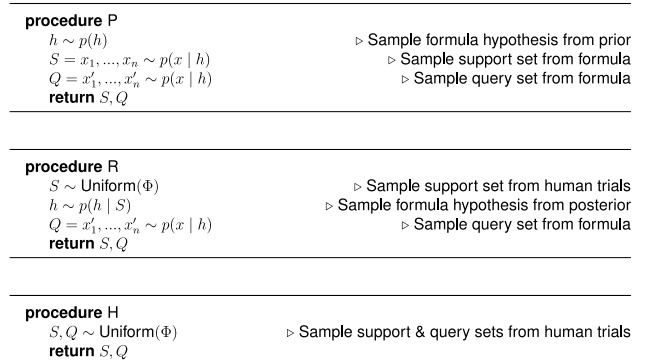 procedure P
h ∼ p(h) ▷ Sample formula hypothesis from prior
S = x₁, ..., xₙ ∼ p(x | h) ▷ Sample support set from formula
Q = x′₁, ..., x′ₙ ∼ p(x | h) ▷ Sample query set from formula
return S, Q
procedure R
S ∼ Uniform(Φ) ▷ Sample support set from human trials
h ∼ p(h | S) ▷ Sample formula hypothesis from posterior
Q = x′₁, ..., x′ₙ ∼ p(x | h) ▷ Sample query set from formula
return S, Q
procedure H
S, Q ∼ Uniform(Φ) ▷ Sample support & query sets from human trials
return S, Q